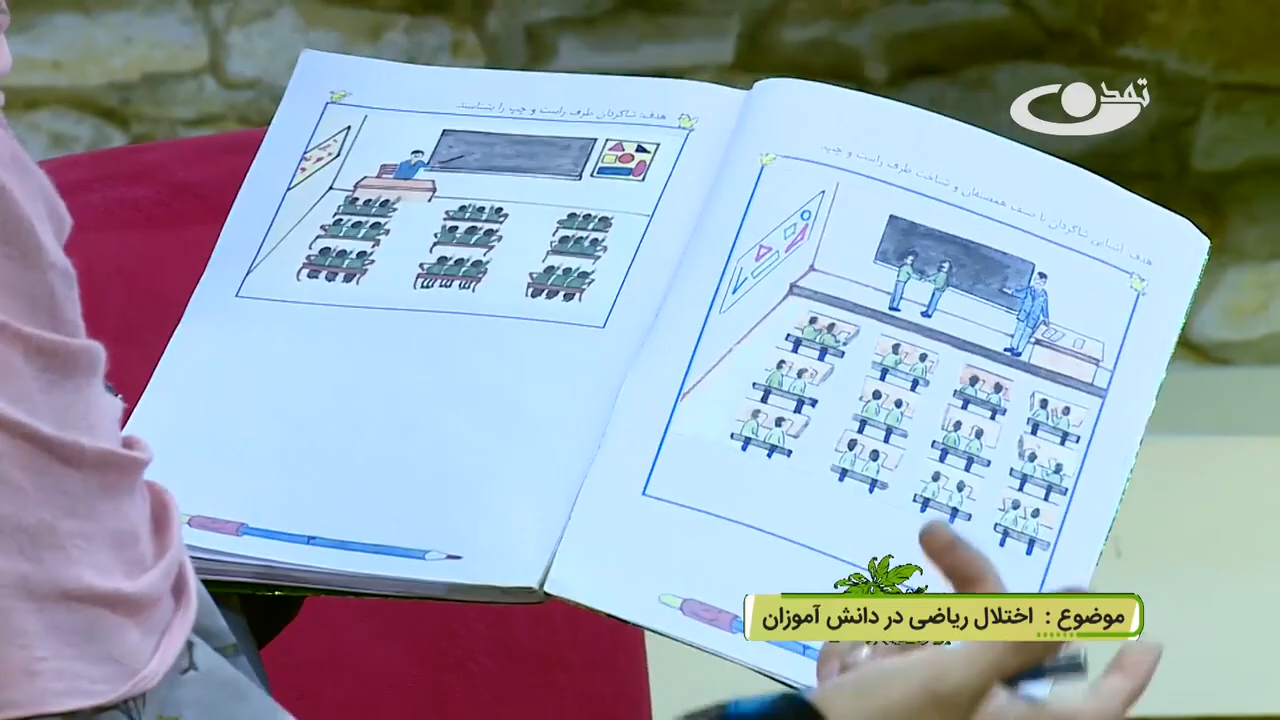 تمدن
هدف: شاگردان طرف راست و چپ را بشناسند
هدف: آشنایی شاگردان با صنف همصنفان و شناخت طرف راست و چپ
موضوع : اختلال ریاضی در دانش آموزان